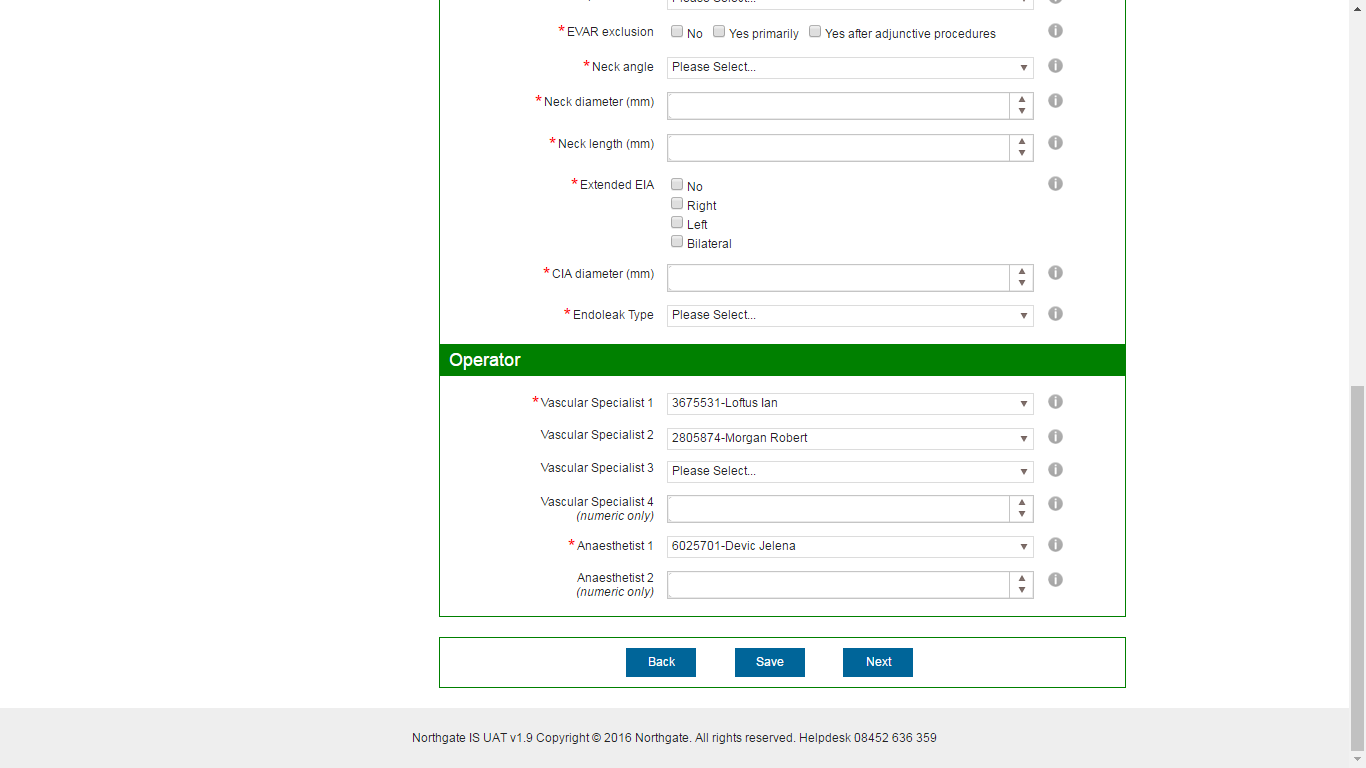 Please Select...
*EVAR exclusion No Yes primarily Yes after adjunctive procedures
*Neck angle Please Select...
*Neck diameter (mm)
*Neck length (mm)
*Extended EIA No
Right
Left
Bilateral
*CIA diameter (mm)
*Endoleak Type Please Select...
Operator
*Vascular Specialist 1 3675531-Loftus Ian
Vascular Specialist 2 2805874-Morgan Robert
Vascular Specialist 3 Please Select...
Vascular Specialist 4
(numeric only)
*Anaesthetist 1 6025701-Devic Jelena
Anaesthetist 2
(numeric only)
Back Save Next
Northgate IS UAT v1.9 Copyright © 2016 Northgate. All rights reserved. Helpdesk 08452 636 359